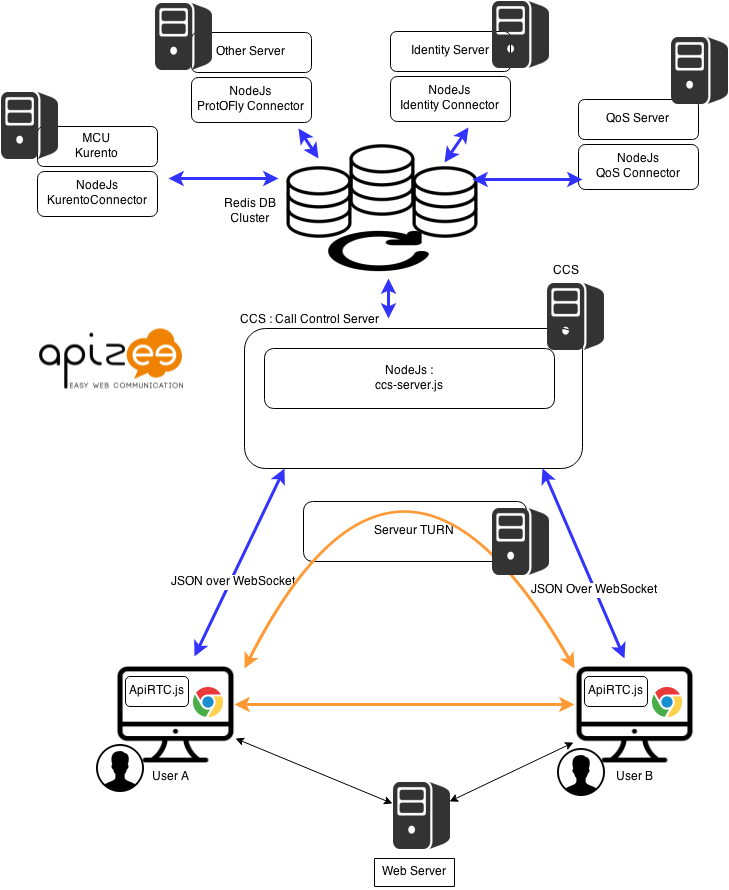 Other Server
NodeJs
ProtOFly Connector
Identity Server
NodeJs
Identity Connector
QoS Server
NodeJs
QoS Connector
MCU
Kurento
NodeJs
KurentoConnector
Redis DB
Cluster
CCS
CCS : Call Control Server
NodeJs :
ccs-server.js
apizee
EASY WEB COMMUNICATION
Serveur TURN
JSON over WebSocket
JSON Over WebSocket
ApiRTC.js
ApiRTC.js
User A
User B
Web Server